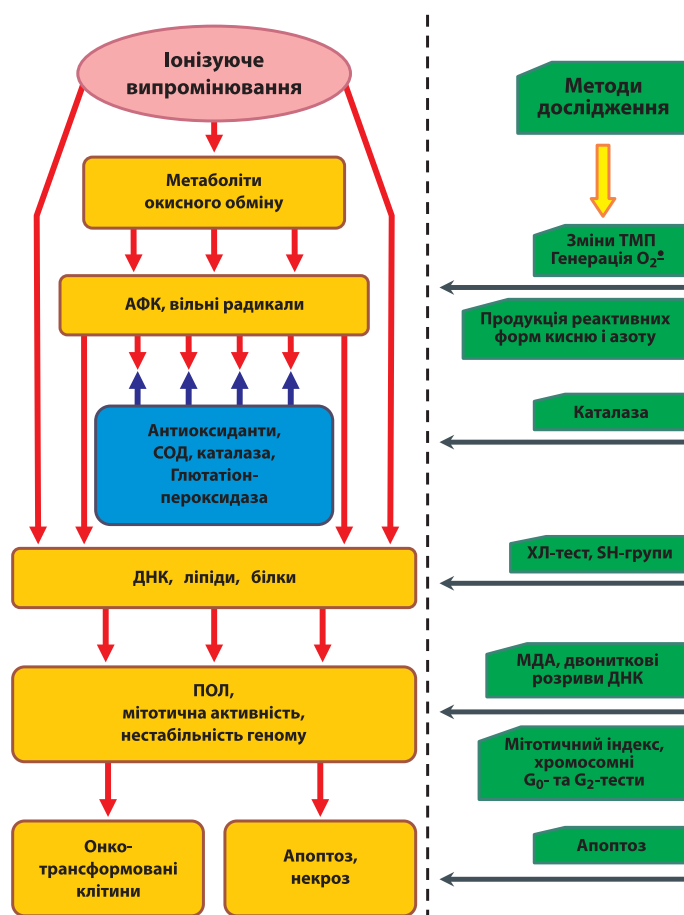 Іонізуюче
випромінювання
Метаболіти
окисного обміну
АФК, вільні радикали
Антиоксиданти,
СОД, каталаза,
Глютатіон-
пероксидаза
ДНК, ліпіди, білки
ПОЛ,
мітотична активність,
нестабільність геному
Онко-
трансформовані
клітини
Апоптоз,
некроз
Методи
дослідження
Зміни ТМП
Генерація O₂•̲
Продукція реактивних
форм кисню і азоту
Каталаза
ХЛ-тест, SH-групи
МДА, двониткові
розриви ДНК
Мітотичний індекс,
хромосомні
G₀- та G₂-тести
Апоптоз